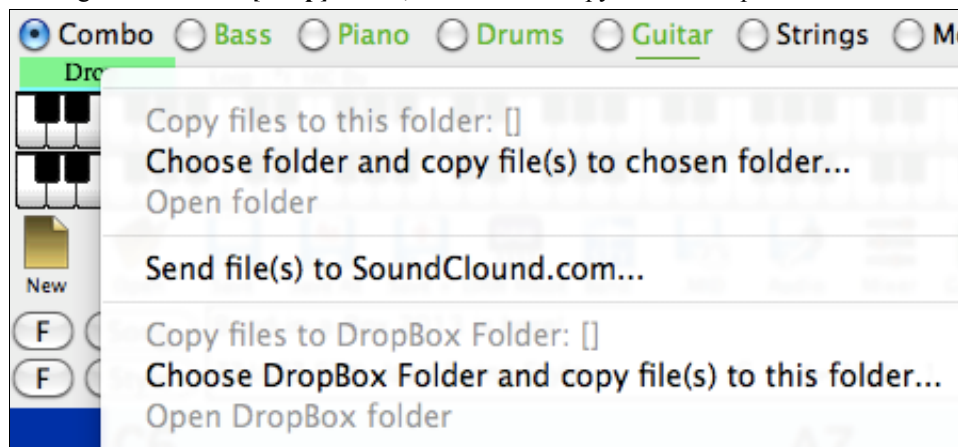 Combo Bass Piano Drums Guitar Strings
Copy files to this folder: []
Choose folder and copy file(s) to chosen folder...
Open folder
Send file(s) to SoundClound.com...
New
Copy files to DropBox Folder: []
F
Choose DropBox Folder and copy file(s) to this folder...
F
Open DropBox folder